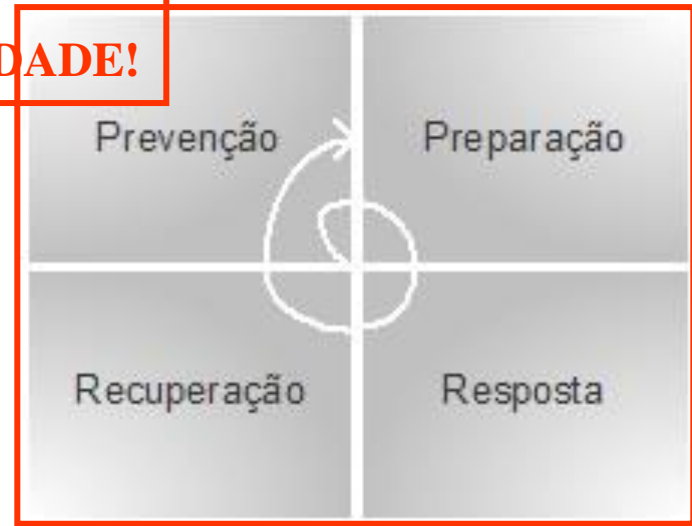 DADE!
Prevenção
Preparação
Recuperação
Resposta